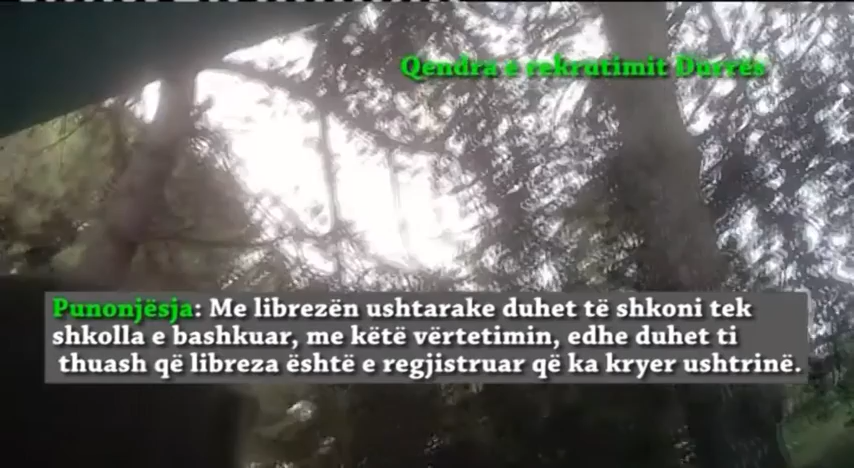 Qendra e rekrutimit Durrës
Punonjësja: Me librezën ushtarake duhet të shkoni tek
shkolla e bashkuar, me këtë vërtetimin, edhe duhet ti
thuash që libreza është e regjistruar që ka kryer ushtrinë.